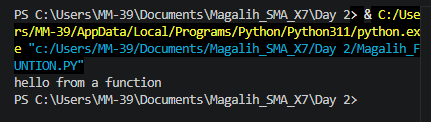 PS C:\Users\MM-39\Documents\Magalih_SMA_X7\Day 2> & C:/Use
rs/MM-39/AppData/Local/Programs/Python/Python311/python.ex
e "c:/Users/MM-39/Documents/Magalih_SMA_X7/Day 2/Magalih_F
UNTION.PY"
hello from a function
PS C:\Users\MM-39\Documents\Magalih_SMA_X7\Day 2>